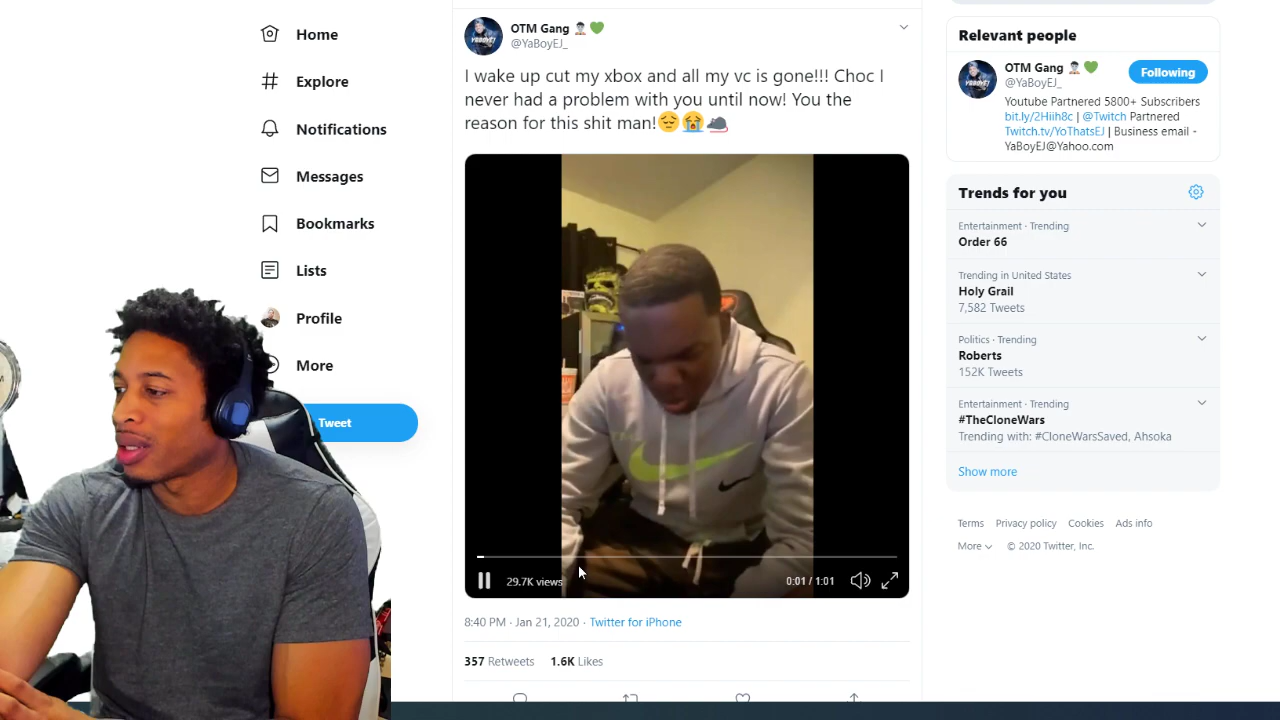 Home
Explore
Notifications
Messages
Bookmarks
Lists
Profile
More
Tweet
OTM Gang
@YaBoyEJ_
I wake up cut my xbox and all my vc is gone!!! Choc I
never had a problem with you until now! You the
reason for this shit man!😔😭🐀
29.7K views
0:01 / 1:01
8:40 PM · Jan 21, 2020 · Twitter for iPhone
357 Retweets 1.6K Likes
Relevant people
OTM Gang
@YaBoyEJ_
Following
Youtube Partnered 5800+ Subscribers
bit.ly/2Hiih8c | @Twitch Partnered
Twitch.tv/YoThatsEJ | Business email -
YaBoyEJ@Yahoo.com
Trends for you
Entertainment · Trending
Order 66
Trending in United States
Holy Grail
7,582 Tweets
Politics · Trending
Roberts
152K Tweets
Entertainment · Trending
#TheCloneWars
Trending with: #CloneWarsSaved, Ahsoka
Show more
Terms Privacy policy Cookies Ads info
More © 2020 Twitter, Inc.